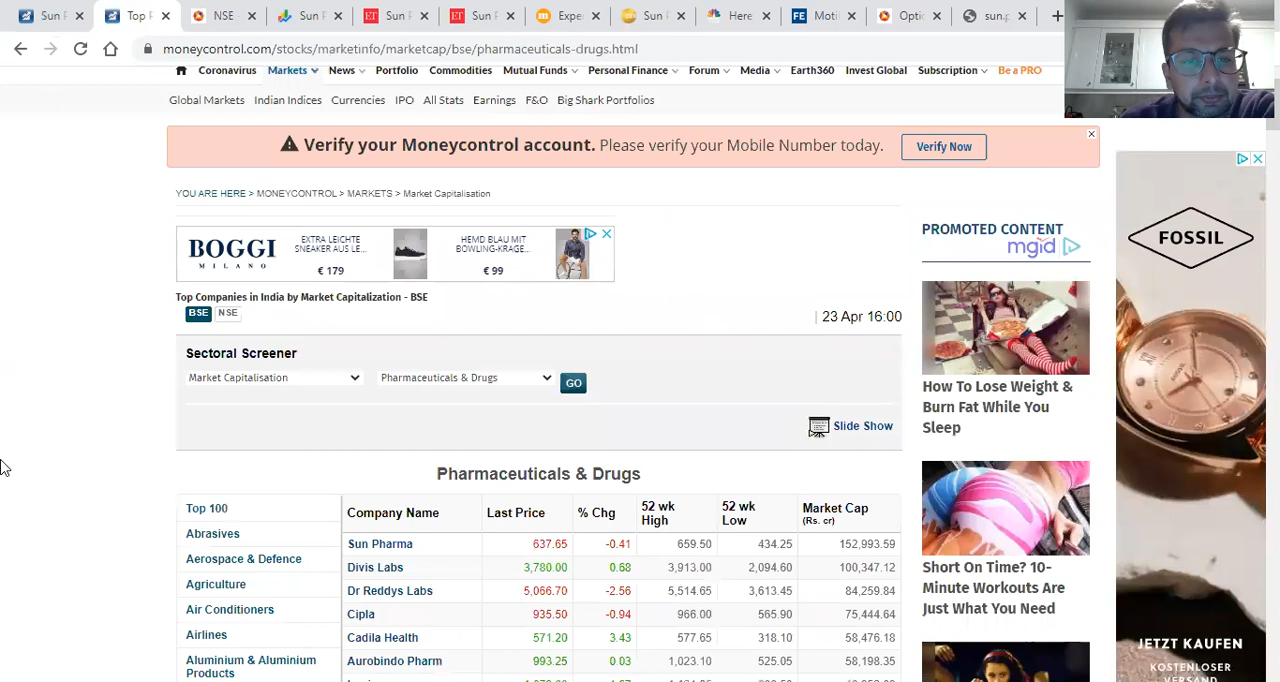 Sun P
Top P
NSE
Sun F
Sun F
Sun F
Expe
Sun F
Here
Motil
Optic
sun.p
moneycontrol.com/stocks/marketinfo/marketcap/bse/pharmaceuticals-drugs.html
Coronavirus Markets News Portfolio Commodities Mutual Funds Personal Finance Forum Media Earth360 Invest Global Subscription Be a PRO
Global Markets Indian Indices Currencies IPO All Stats Earnings F&O Big Shark Portfolios
Verify your Moneycontrol account. Please verify your Mobile Number today. Verify Now
YOU ARE HERE > MONEYCONTROL > MARKETS > Market Capitalisation
BOGGI
MILANO
EXTRA LEICHTE
SNEAKER AUS LE...
€ 179
HEMD BLAU MIT
BOWLING-KRAGE...
€ 99
Top Companies in India by Market Capitalization - BSE
BSE NSE
| 23 Apr 16:00
Sectoral Screener
Market Capitalisation Pharmaceuticals & Drugs GO
Slide Show
Pharmaceuticals & Drugs
Top 100
Abrasives
Aerospace & Defence
Agriculture
Air Conditioners
Airlines
Aluminium & Aluminium
Products
Company Name Last Price % Chg 52 wk High 52 wk Low Market Cap (Rs. cr)
Sun Pharma 637.65 -0.41 659.50 434.25 152,993.59
Divis Labs 3,780.00 0.68 3,913.00 2,094.60 100,347.12
Dr Reddys Labs 5,066.70 -2.56 5,514.65 3,613.45 84,259.84
Cipla 935.50 -0.94 966.00 565.90 75,444.64
Cadila Health 571.20 3.43 577.65 318.10 58,476.18
Aurobindo Pharm 993.25 0.03 1,023.10 525.05 58,198.35
PROMOTED CONTENT
mgid
How To Lose Weight &
Burn Fat While You
Sleep
Short On Time? 10-
Minute Workouts Are
Just What You Need
FOSSIL
JETZT KAUFEN
KOSTENLOSER
VERSAND